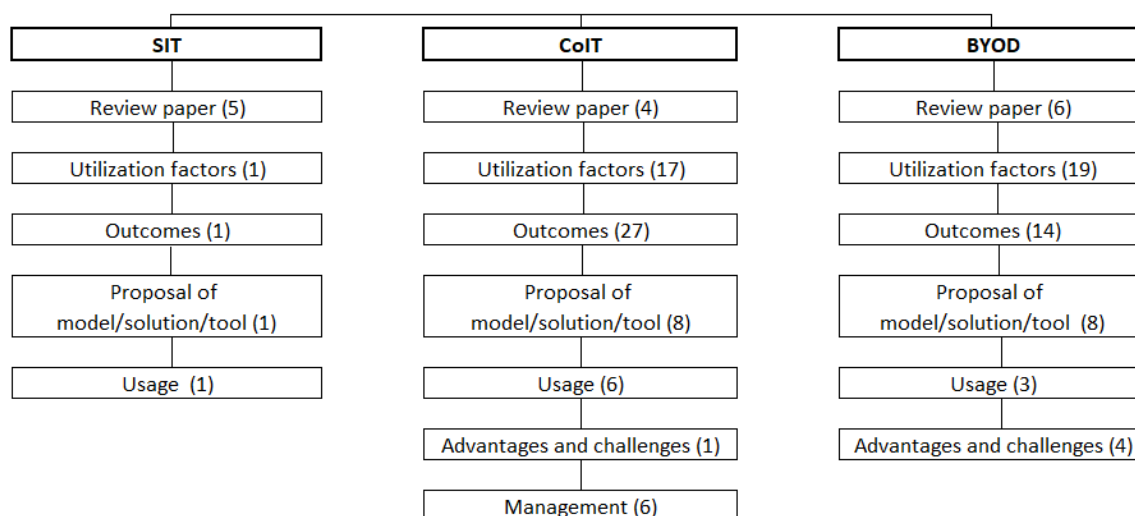 SIT
Review paper (5)
Utilization factors (1)
Outcomes (1)
Proposal of
model/solution/tool (1)
Usage (1)
CoIT
Review paper (4)
Utilization factors (17)
Outcomes (27)
Proposal of
model/solution/tool (8)
Usage (6)
Advantages and challenges (1)
Management (6)
BYOD
Review paper (6)
Utilization factors (19)
Outcomes (14)
Proposal of
model/solution/tool (8)
Usage (3)
Advantages and challenges (4)